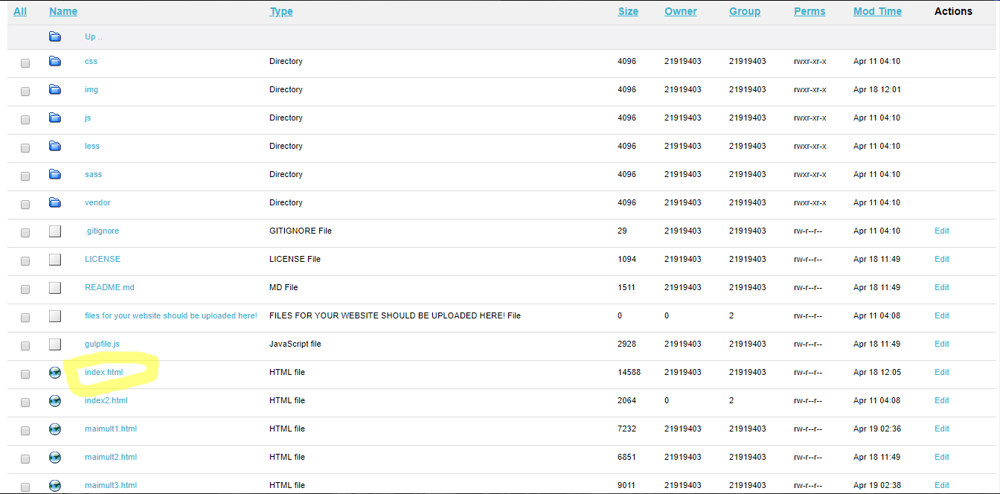 All Name Type Size Owner Group Perms Mod Time Actions
Up ..
css Directory 4096 21919403 21919403 rwxr-xr-x Apr 11 04:10
img Directory 4096 21919403 21919403 rwxr-xr-x Apr 18 12:01
js Directory 4096 21919403 21919403 rwxr-xr-x Apr 11 04:10
less Directory 4096 21919403 21919403 rwxr-xr-x Apr 11 04:10
sass Directory 4096 21919403 21919403 rwxr-xr-x Apr 11 04:10
vendor Directory 4096 21919403 21919403 rwxr-xr-x Apr 11 04:10
.gitignore GITIGNORE File 29 21919403 21919403 rw-r--r-- Apr 11 04:10 Edit
LICENSE LICENSE File 1094 21919403 21919403 rw-r--r-- Apr 18 11:49 Edit
README.md MD File 1511 21919403 21919403 rw-r--r-- Apr 18 11:49 Edit
files for your website should be uploaded here! FILES FOR YOUR WEBSITE SHOULD BE UPLOADED HERE! File 0 0 2 rw-r--r-- Apr 11 04:08 Edit
gulpfile.js JavaScript file 2928 21919403 21919403 rw-r--r-- Apr 18 11:49 Edit
index.html HTML file 14588 21919403 21919403 rw-r--r-- Apr 18 12:05 Edit
index2.html HTML file 2064 0 2 rw-r--r-- Apr 11 04:08 Edit
maimult1.html HTML file 7232 21919403 21919403 rw-r--r-- Apr 19 02:36 Edit
maimult2.html HTML file 6851 21919403 21919403 rw-r--r-- Apr 18 11:49 Edit
maimult3.html HTML file 9011 21919403 21919403 rw-r--r-- Apr 19 02:38 Edit